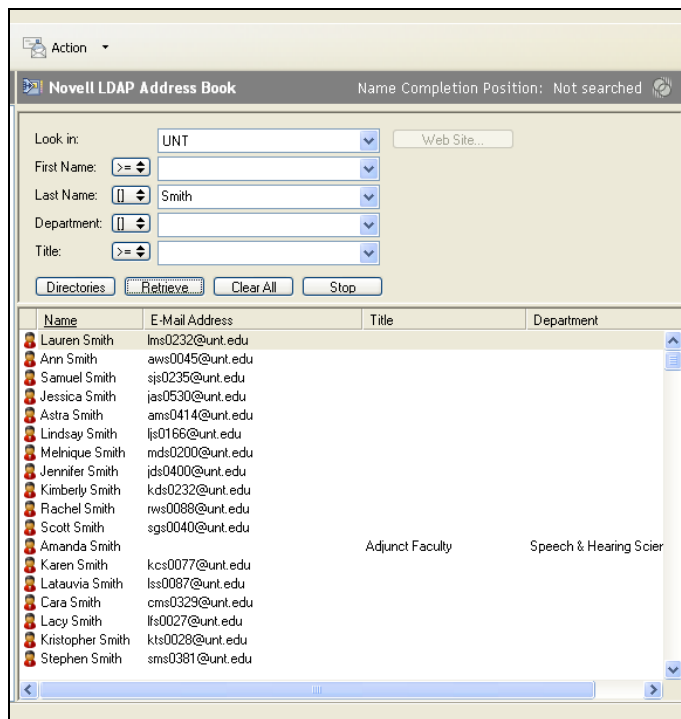 Action
Novell LDAP Address Book Name Completion Position: Not searched
Look in: UNT Web Site...
First Name: >=
Last Name: [] Smith
Department: []
Title: >=
Directories Retrieve Clear All Stop
Name E-Mail Address Title Department
Lauren Smith lms0232@unt.edu
Ann Smith aws0045@unt.edu
Samuel Smith sjs0235@unt.edu
Jessica Smith jas0530@unt.edu
Astra Smith ams0414@unt.edu
Lindsay Smith ljs0166@unt.edu
Melnique Smith mds0200@unt.edu
Jennifer Smith jds0400@unt.edu
Kimberly Smith kds0232@unt.edu
Rachel Smith rws0088@unt.edu
Scott Smith sgs0040@unt.edu
Amanda Smith Adjunct Faculty Speech & Hearing Scier
Karen Smith kcs0077@unt.edu
Latauvia Smith lss0087@unt.edu
Cara Smith cms0329@unt.edu
Lacy Smith lfs0027@unt.edu
Kristopher Smith kts0028@unt.edu
Stephen Smith sms0381@unt.edu